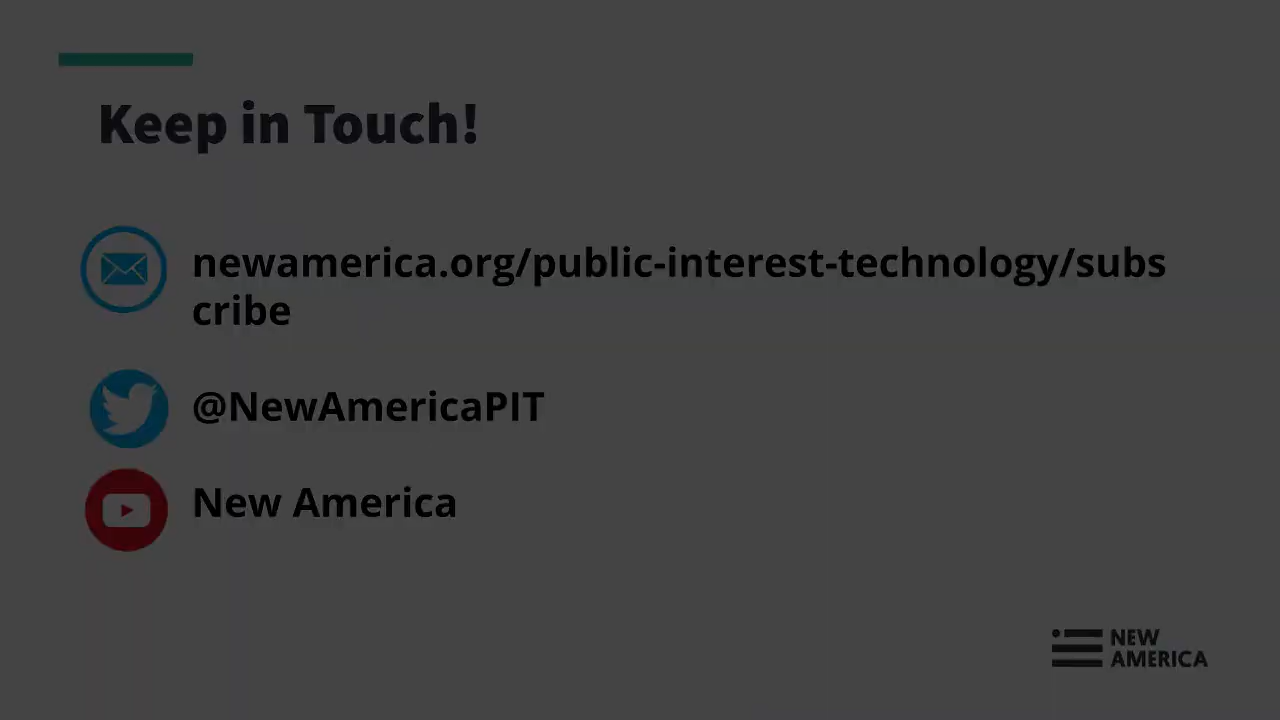 Keep in Touch!
newamerica.org/public-interest-technology/subs
cribe
@NewAmericaPIT
New America
NEW
AMERICA